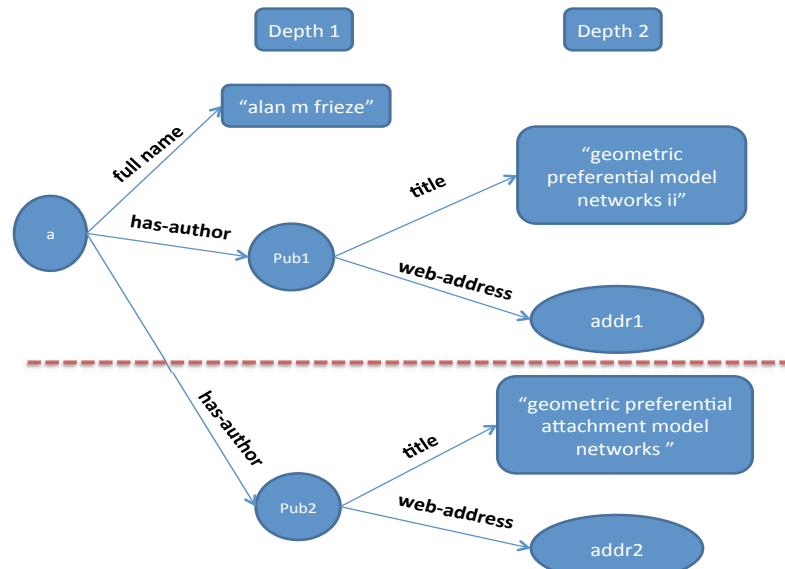 Depth 1
Depth 2
“alan m frieze”
full name
“geometric
preferential model
networks ii”
title
has-author
a
Pub1
web-address
addr1
has-author
“geometric preferential
attachment model
networks ”
title
Pub2
web-address
addr2